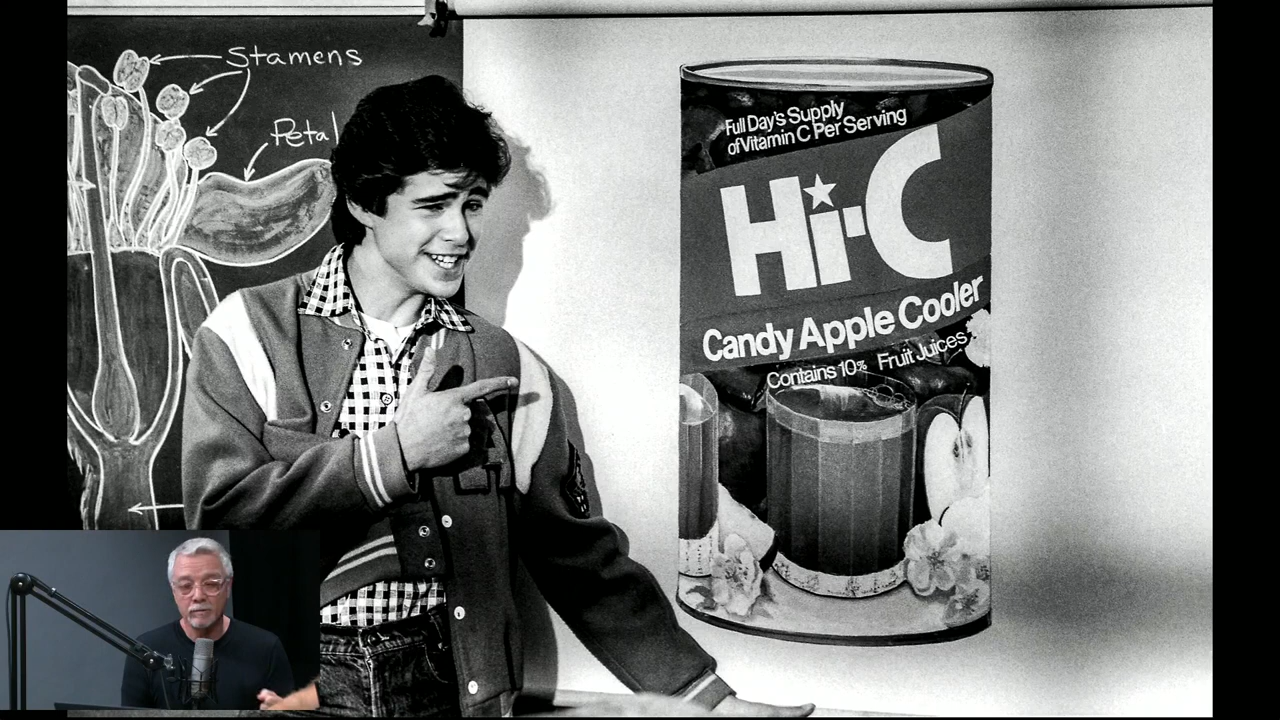 Stamens
Petal
Full Day's Supply
of Vitamin C Per Serving
Hi-C
Candy Apple Cooler
Contains 10% Fruit Juices